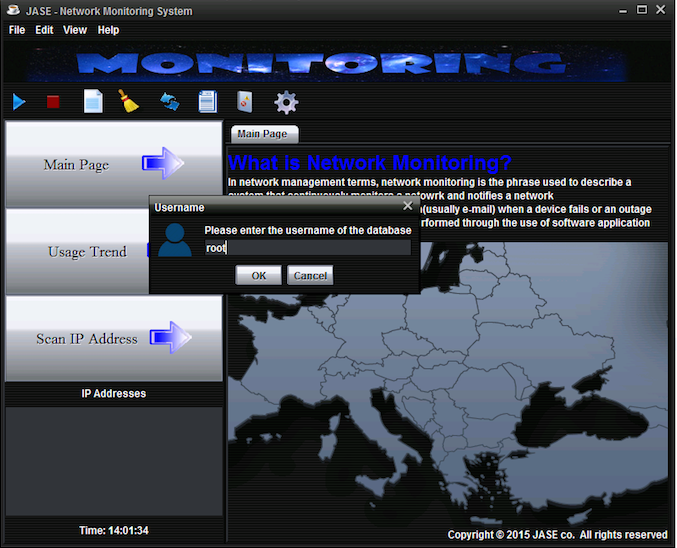 JASE - Network Monitoring System
File Edit View Help
MONITORING
Main Page
Usage Trend
Scan IP Address
IP Addresses
Time: 14:01:34
Main Page
What is Network Monitoring?
In network management terms, network monitoring is the phrase used to describe a
system that continuously monitors a netowrk and notifies a network
(usually e-mail) when a device fails or an outage
rformed through the use of software application
Username
Please enter the username of the database
root
OK Cancel
Copyright © 2015 JASE co. All rights reserved